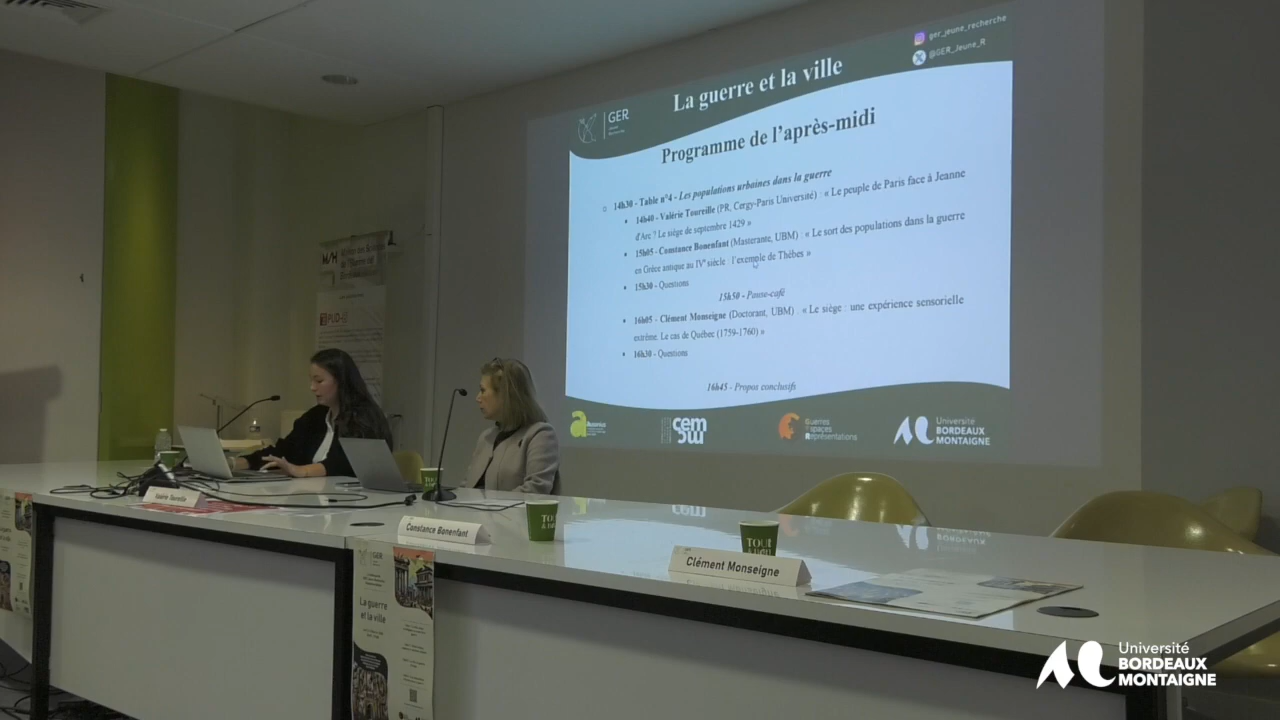 ger_jeune_recherche
@GER_Jeune_R
GER
La guerre et la ville
Programme de l'après-midi
14h30 - Table n°4 - Les populations urbaines dans la guerre
14h40 - Valérie Toureille (PR, Cergy-Paris Université) : « Le peuple de Paris face à Jeanne
d'Arc ? Le siège de septembre 1429 »
15h05 - Constance Bonenfant (Masterante, UBM) : « Le sort des populations dans la guerre
en Grèce antique au IVe siècle : l'exemple de Thèbes »
15h30 - Questions
15h50 - Pause-café
16h05 - Clément Monseigne (Doctorant, UBM) : « Le siège : une expérience sensorielle
extrême. Le cas de Québec (1759-1760) »
16h30 - Questions
16h45 - Propos conclusifs
Ausonius
cem
Guerres
Espaces
Représentations
Université
BORDEAUX
MONTAIGNE
Constance Bonenfant
Clément Monseigne
GER
La guerre
et la ville
Université
BORDEAUX
MONTAIGNE